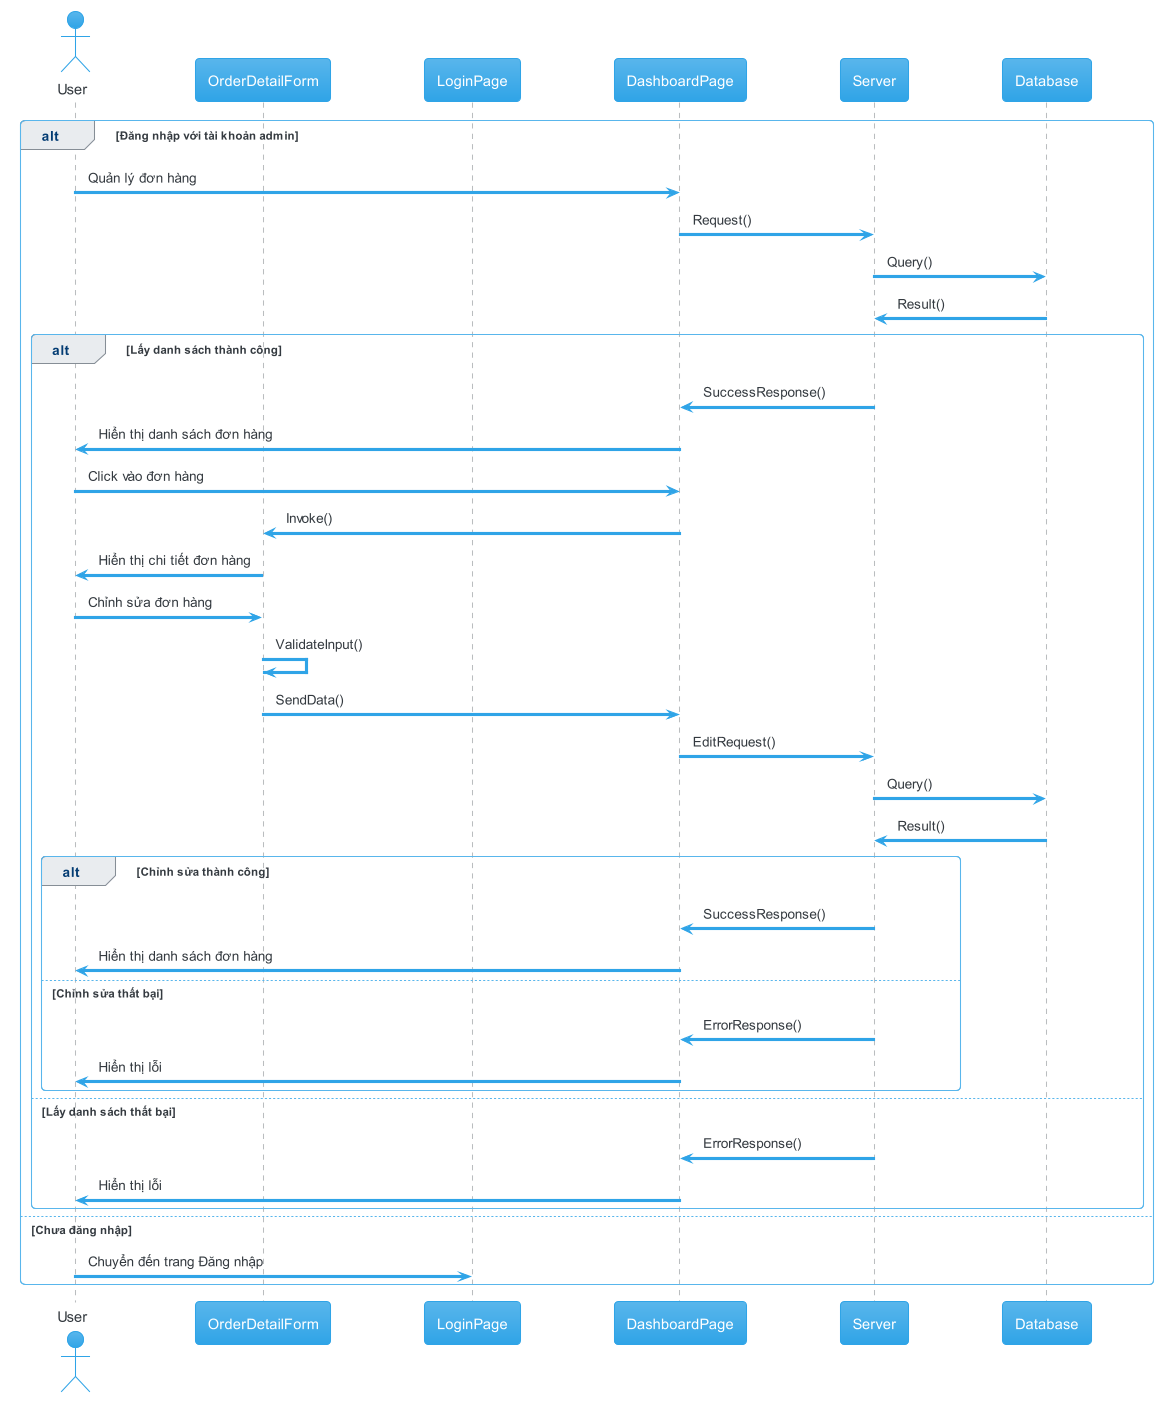 User
OrderDetailForm
LoginPage
DashboardPage
Server
Database
alt
[Đăng nhập với tài khoản admin]
Quản lý đơn hàng
Request()
Query()
Result()
alt
[Lấy danh sách thành công]
SuccessResponse()
Hiển thị danh sách đơn hàng
Click vào đơn hàng
Invoke()
Hiển thị chi tiết đơn hàng
Chỉnh sửa đơn hàng
ValidateInput()
SendData()
EditRequest()
Query()
Result()
alt
[Chỉnh sửa thành công]
SuccessResponse()
Hiển thị danh sách đơn hàng
[Chỉnh sửa thất bại]
ErrorResponse()
Hiển thị lỗi
[Lấy danh sách thất bại]
ErrorResponse()
Hiển thị lỗi
[Chưa đăng nhập]
Chuyển đến trang Đăng nhập
User
OrderDetailForm
LoginPage
DashboardPage
Server
Database